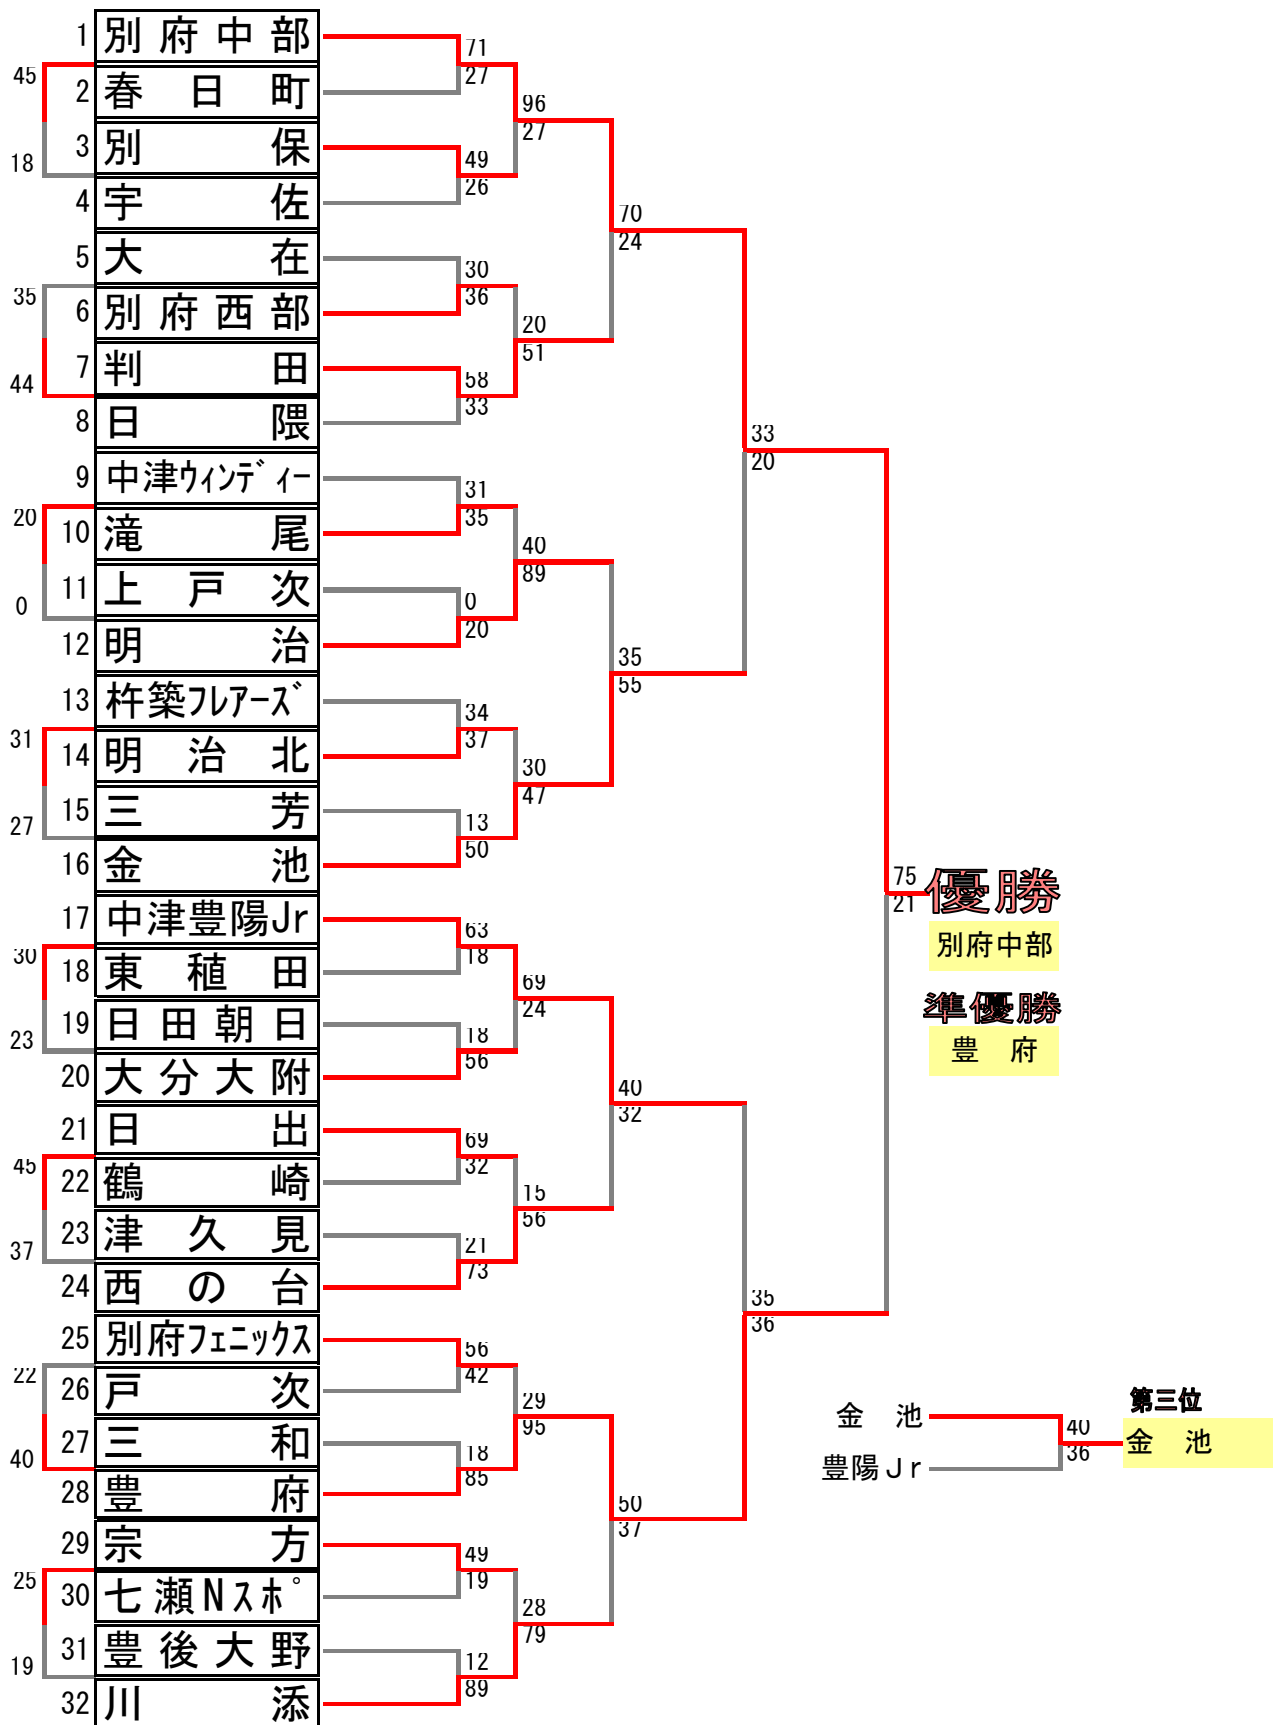 1 別府中部
71
45
27
2 春日町
96
27
3 別保
18
49
26
4 宇佐
70
24
5 大在
30
35
36
6 別府西部
20
51
7 判田
44
58
33
8 日隈
33
20
9 中津ウィンディー
31
20
35
10 滝尾
40
89
11 上戸次
0
0
20
12 明治
35
55
13 杵築フレアーズ
34
31
37
14 明治北
30
47
15 三芳
27
13
50
16 金池
75
21
優勝
別府中部
準優勝
豊府
17 中津豊陽Jr
63
30
18
18 東稙田
69
24
19 日田朝日
23
18
56
20 大分大附
40
32
21 日出
69
45
32
22 鶴崎
15
56
23 津久見
37
21
73
24 西の台
35
36
25 別府フェニックス
56
22
42
26 戸次
29
95
27 三和
40
18
85
28 豊府
50
37
29 宗方
49
25
19
30 七瀬Nスポ
28
79
31 豊後大野
19
12
89
32 川添
第三位
金池
40
36
金池
豊陽Jr